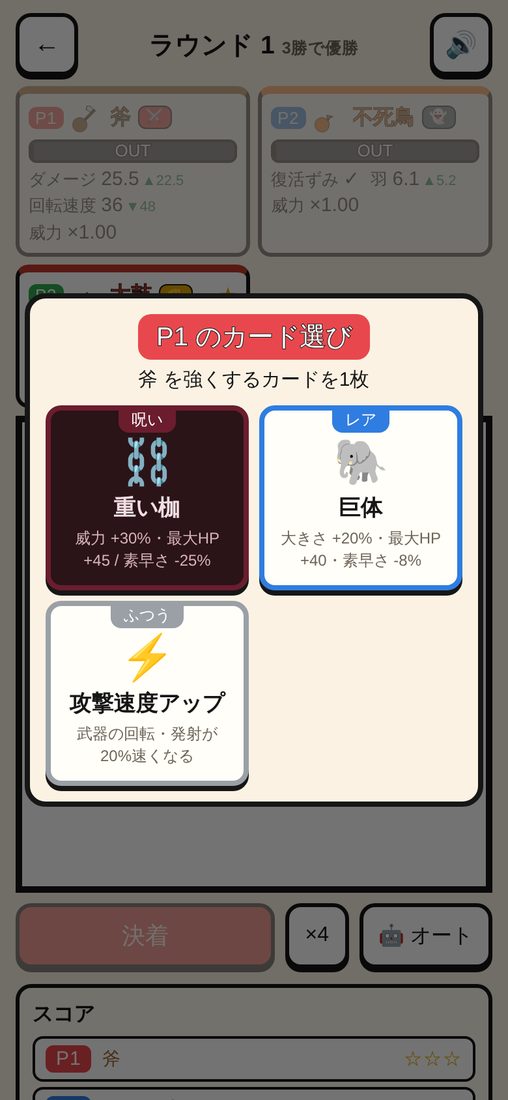 ←
ラウンド 1 3勝で優勝
P1 斧
OUT
ダメージ 25.5 ▲22.5
回転速度 36 ▼48
威力 ×1.00
P2 不死鳥
OUT
復活ずみ ✓ 羽 6.1 ▲5.2
威力 ×1.00
P1 のカード選び
斧 を強くするカードを1枚
呪い
重い枷
威力 +30%・最大HP
+45 / 素早さ -25%
レア
巨体
大きさ +20%・最大HP
+40・素早さ -8%
ふつう
攻撃速度アップ
武器の回転・発射が
20%速くなる
決着
×4
オート
スコア
P1 斧 ☆☆☆